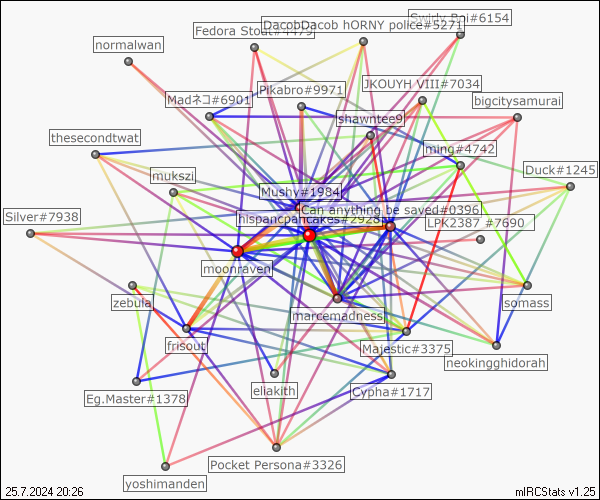 Swirly Boi#6154
DacobDacob hORNY police#5271
Fedora Stout#4479
normalwan
JKOUYH VIII#7034
Pikabro#9971
Madネコ#6901
bigcitysamurai
shawntee9
thesecondtwat
ming#4742
mukszi
Duck#1245
Mushy#1984
Can anything be saved#0396
Silver#7938
hispancpancakes#2928
LPK2387 #7690
moonraven
zebula
somass
marcemadness
frisout
Majestic#3375
neokingghidorah
Eg.Master#1378
eliakith
Cypha#1717
Pocket Persona#3326
yoshimanden
25.7.2024 20:26
mIRCStats v1.25